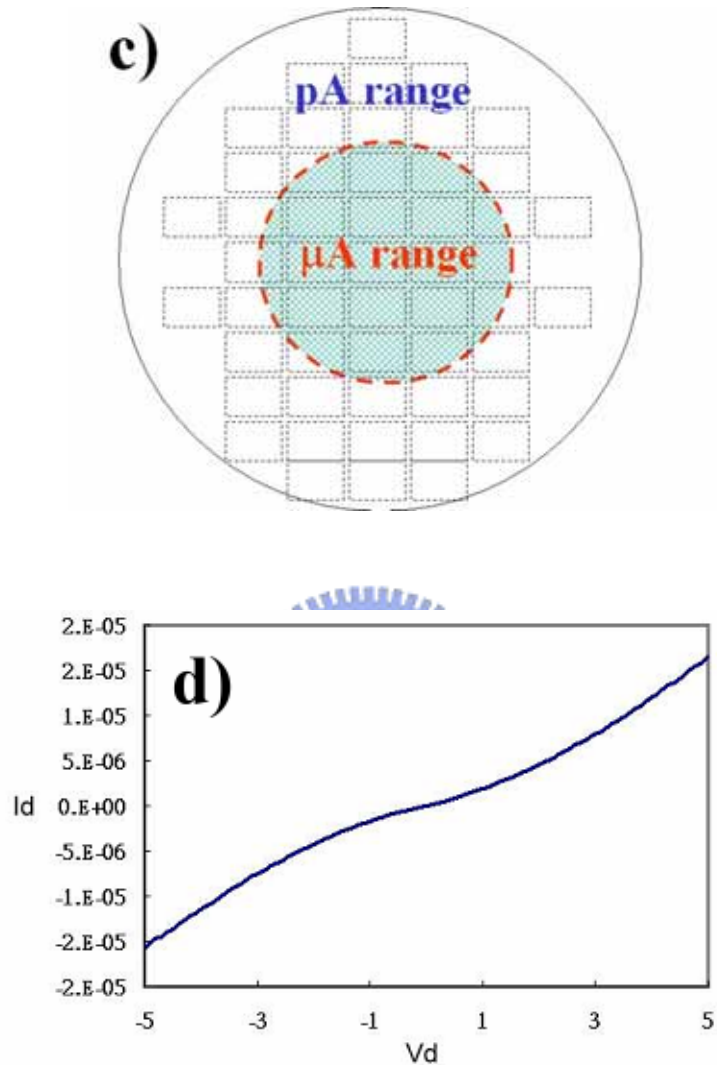 c)
pA range
μA range
d)
2.E-05
2.E-05
1.E-05
5.E-06
0.E+00
-5.E-06
-1.E-05
-2.E-05
-2.E-05
Id
-5 -3 -1 1 3 5
Vd